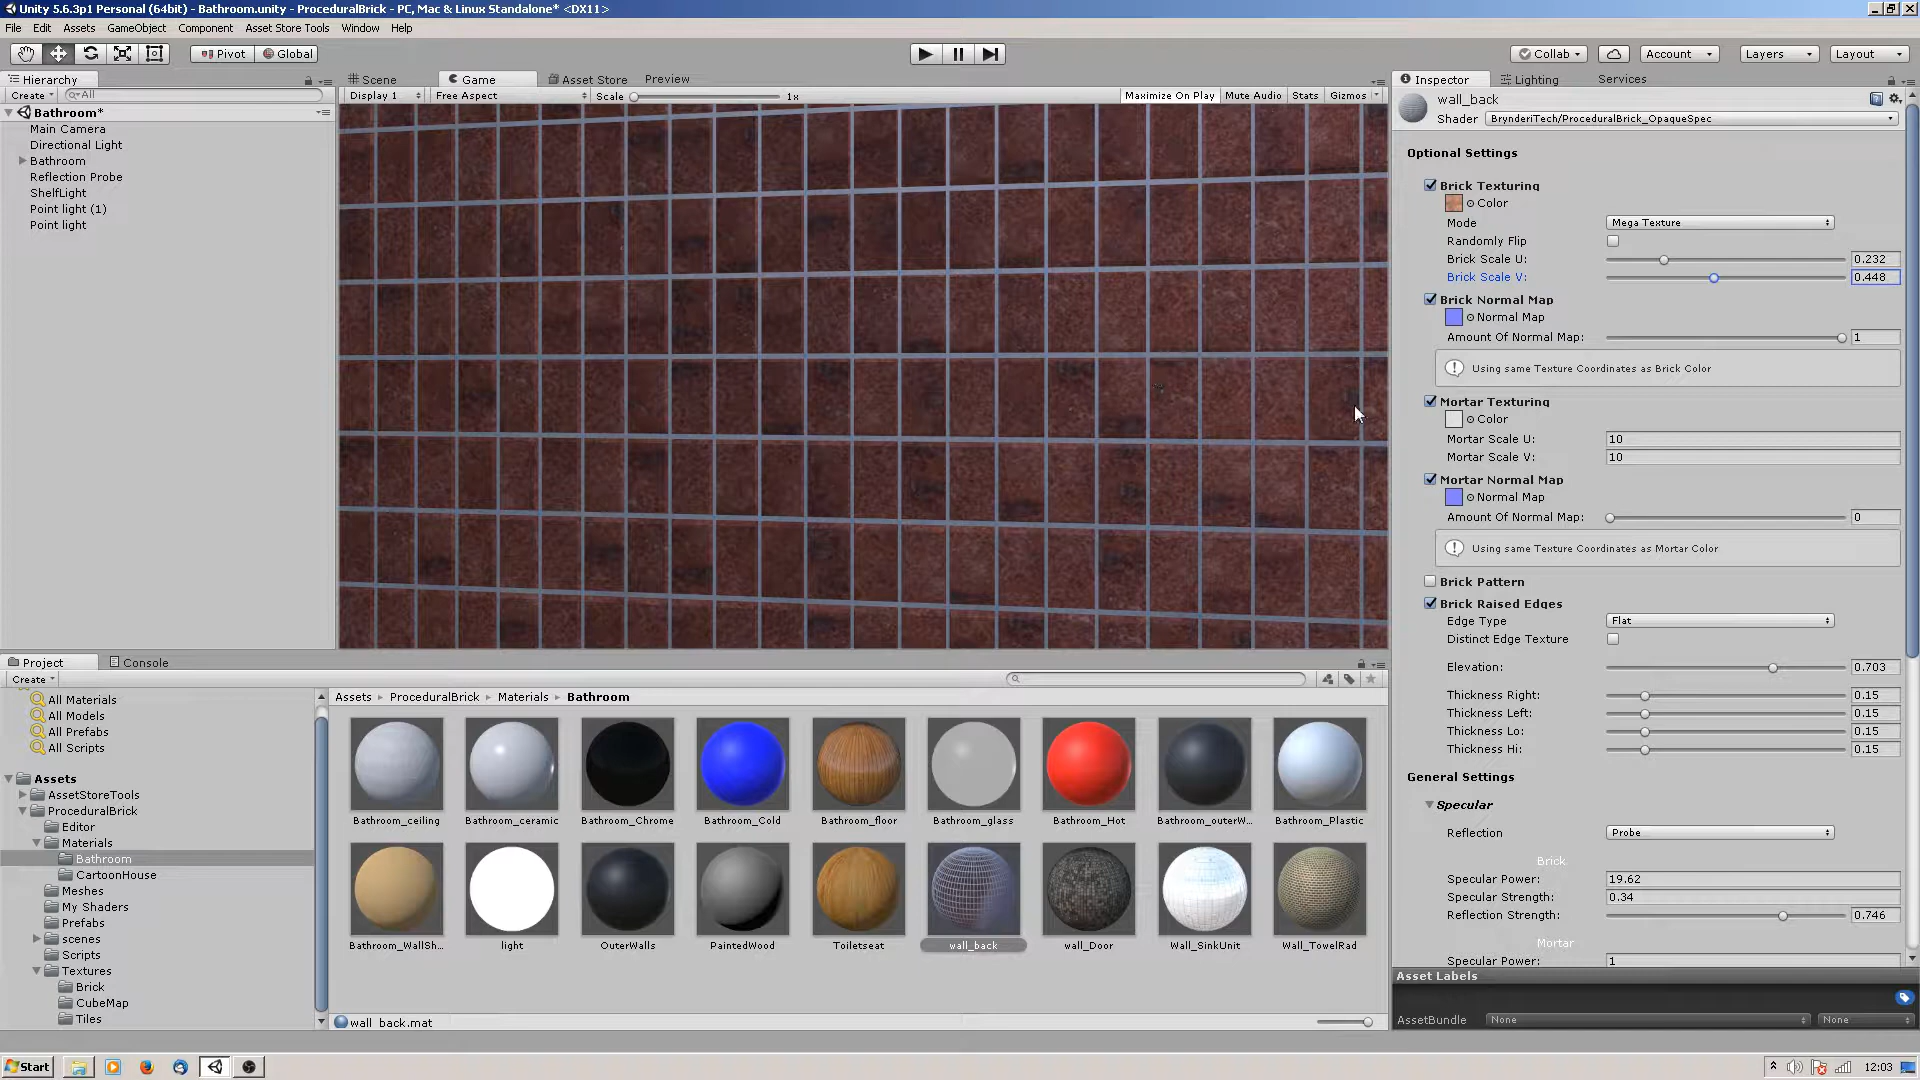 Unity 5.6.3p1 Personal (64bit) - Bathroom.unity - ProceduralBrick - PC, Mac & Linux Standalone* <DX11>
File Edit Assets GameObject Component Asset Store Tools Window Help
Pivot Global Collab Account Layers Layout
Hierarchy
Create All
Bathroom*
Main Camera
Directional Light
Bathroom
Reflection Probe
ShelfLight
Point light (1)
Point light
Scene Game Asset Store Preview
Display 1 Free Aspect Scale 1x Maximize On Play Mute Audio Stats Gizmos
Inspector Lighting Services
wall_back
Shader BrynderiTech/ProceduralBrick_OpaqueSpec
Optional Settings
Brick Texturing
Color
Mode Mega Texture
Randomly Flip
Brick Scale U: 0.232
Brick Scale V: 0.448
Brick Normal Map
Normal Map
Amount Of Normal Map: 1
Using same Texture Coordinates as Brick Color
Mortar Texturing
Color
Mortar Scale U: 10
Mortar Scale V: 10
Mortar Normal Map
Normal Map
Amount Of Normal Map: 0
Using same Texture Coordinates as Mortar Color
Brick Pattern
Brick Raised Edges
Edge Type Flat
Distinct Edge Texture
Elevation: 0.703
Thickness Right: 0.15
Thickness Left: 0.15
Thickness Lo: 0.15
Thickness Hi: 0.15
General Settings
Specular
Reflection Probe
Brick
Specular Power: 19.62
Specular Strength: 0.34
Reflection Strength: 0.746
Mortar
Specular Power: 1
Asset Labels
AssetBundle None None
Project Console
Create
All Materials
All Models
All Prefabs
All Scripts
Assets
AssetStoreTools
ProceduralBrick
Editor
Materials
Bathroom
CartoonHouse
Meshes
My Shaders
Prefabs
scenes
Scripts
Textures
Brick
CubeMap
Tiles
Assets ProceduralBrick Materials Bathroom
Bathroom_ceiling Bathroom_ceramic Bathroom_Chrome Bathroom_Cold Bathroom_floor Bathroom_glass Bathroom_Hot Bathroom_outerW... Bathroom_Plastic
Bathroom_WallSh... light OuterWalls PaintedWood Toiletseat wall_back wall_Door Wall_SinkUnit Wall_TowelRad
wall_back.mat
Start 12:03